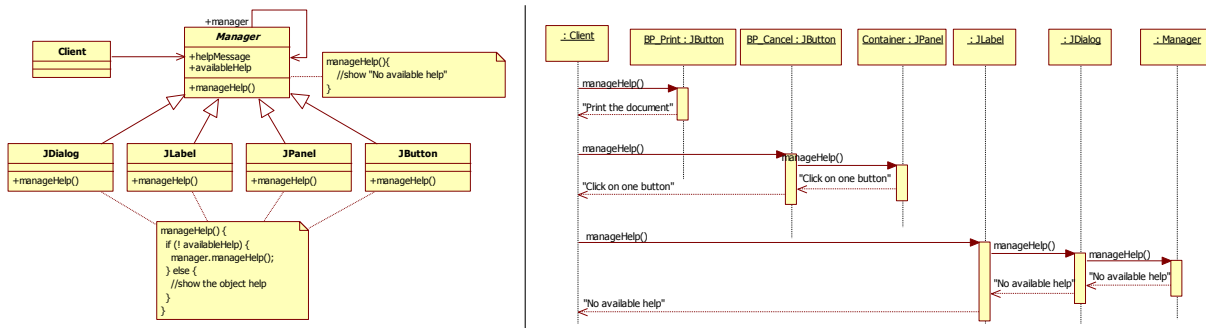 +manager
Manager
+helpMessage
+availableHelp
+manageHelp()
Client
manageHelp(){
//show "No available help"
}
JDialog
+manageHelp()
JLabel
+manageHelp()
JPanel
+manageHelp()
JButton
+manageHelp()
manageHelp() {
if (! availableHelp) {
manager.manageHelp();
} else {
//show the object help
}
}
: Client
BP_Print : JButton
BP_Cancel : JButton
Container : JPanel
: JLabel
: JDialog
: Manager
manageHelp()
"Print the document"
manageHelp()
manageHelp()
"Click on one button"
"Click on one button"
manageHelp()
manageHelp()
manageHelp()
"No available help"
"No available help"
"No available help"